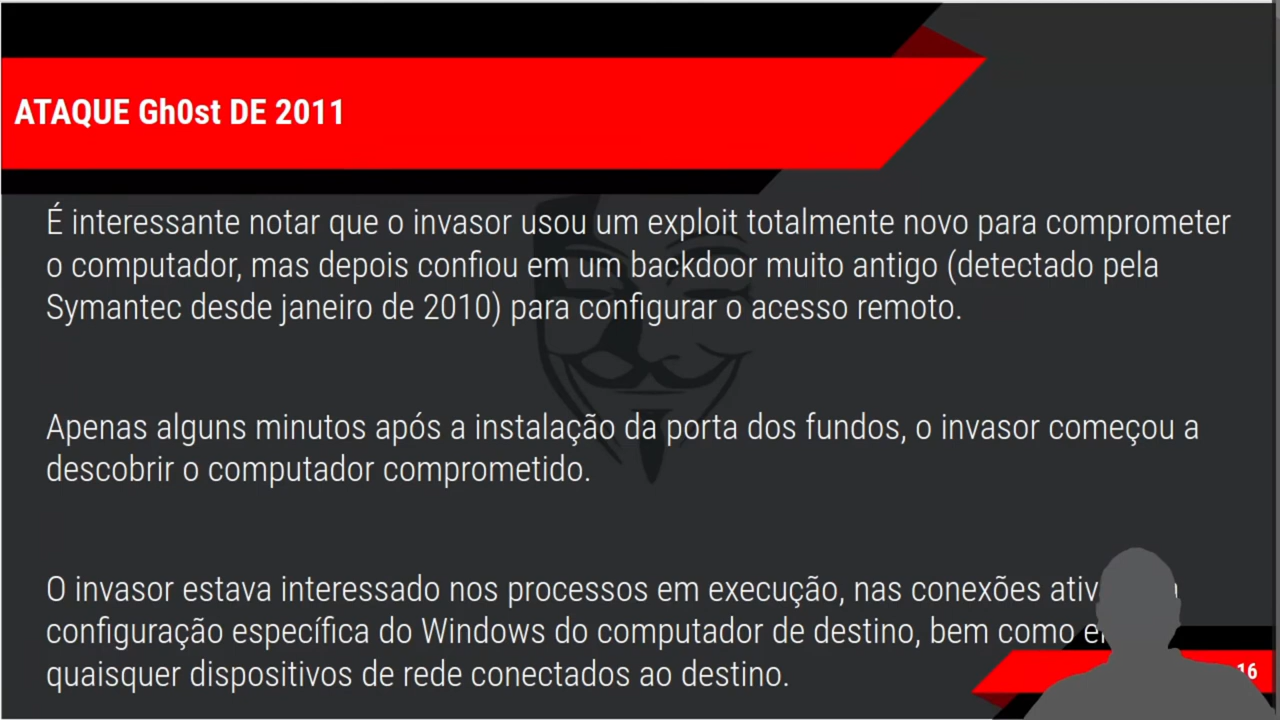 ATAQUE Gh0st DE 2011
É interessante notar que o invasor usou um exploit totalmente novo para comprometer
o computador, mas depois confiou em um backdoor muito antigo (detectado pela
Symantec desde janeiro de 2010) para configurar o acesso remoto.
Apenas alguns minutos após a instalação da porta dos fundos, o invasor começou a
descobrir o computador comprometido.
O invasor estava interessado nos processos em execução, nas conexões
configuração específica do Windows do computador de destino, bem como
quaisquer dispositivos de rede conectados ao destino.
16